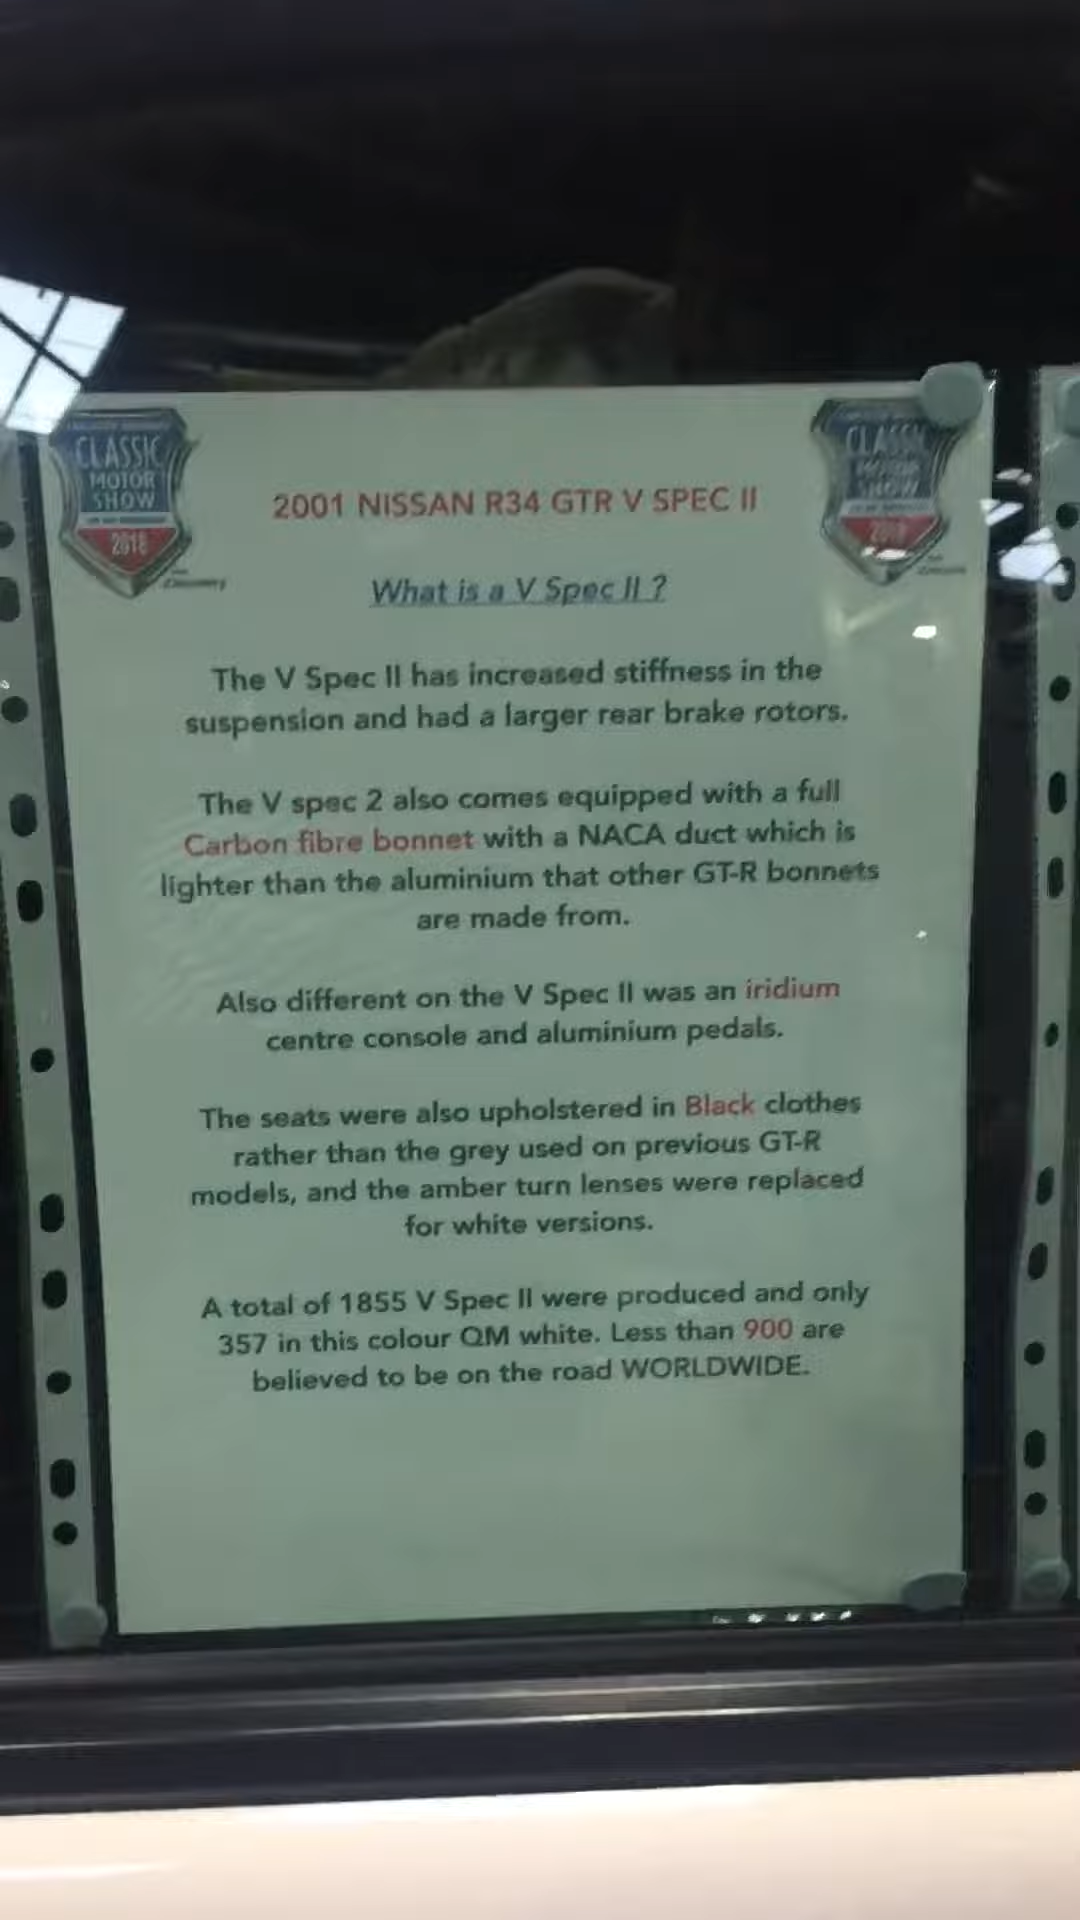 CLASSIC
MOTOR
SHOW
2018
Discovery
CLASSIC
MOTOR
SHOW
2018
2001 NISSAN R34 GTR V SPEC II
What is a V Spec II ?
The V Spec II has increased stiffness in the
suspension and had a larger rear brake rotors.
The V spec 2 also comes equipped with a full
Carbon fibre bonnet with a NACA duct which is
lighter than the aluminium that other GT-R bonnets
are made from.
Also different on the V Spec II was an iridium
centre console and aluminium pedals.
The seats were also upholstered in Black clothes
rather than the grey used on previous GT-R
models, and the amber turn lenses were replaced
for white versions.
A total of 1855 V Spec II were produced and only
357 in this colour QM white. Less than 900 are
believed to be on the road WORLDWIDE.